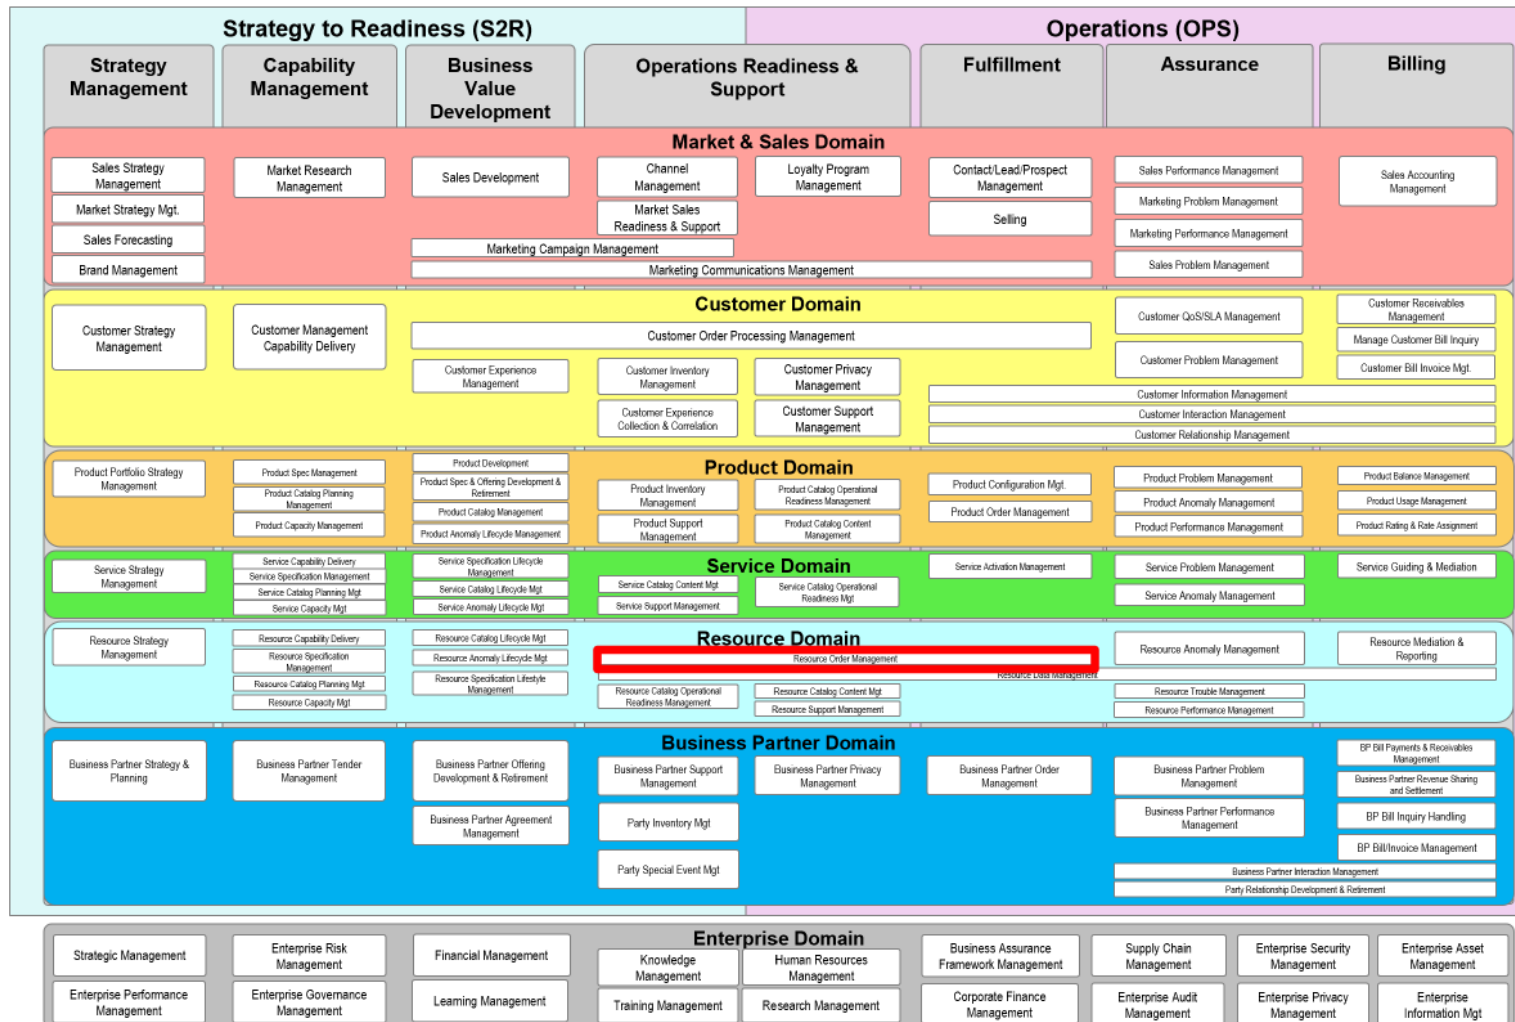 Strategy to Readiness (S2R)
Operations (OPS)
Strategy
Management
Capability
Management
Business
Value
Development
Operations Readiness &
Support
Fulfillment
Assurance
Billing
Market & Sales Domain
Sales Strategy
Management
Market Strategy Mgt.
Sales Forecasting
Brand Management
Market Research
Management
Sales Development
Channel
Management
Loyalty Program
Management
Market Sales
Readiness & Support
Marketing Campaign Management
Marketing Communications Management
Contact/Lead/Prospect
Management
Selling
Sales Performance Management
Marketing Problem Management
Marketing Performance Management
Sales Problem Management
Sales Accounting
Management
Customer Domain
Customer Strategy
Management
Customer Management
Capability Delivery
Customer Order Processing Management
Customer Experience
Management
Customer Inventory
Management
Customer Privacy
Management
Customer Experience
Collection & Correlation
Customer Support
Management
Customer QoS/SLA Management
Customer Problem Management
Customer Receivables
Management
Manage Customer Bill Inquiry
Customer Bill Invoice Mgt.
Customer Information Management
Customer Interaction Management
Customer Relationship Management
Product Domain
Product Portfolio Strategy
Management
Product Spec Management
Product Catalog Planning
Management
Product Capacity Management
Product Development
Product Spec & Offering Development &
Retirement
Product Catalog Management
Product Anomaly Lifecycle Management
Product Inventory
Management
Product Catalog Operational
Readiness Management
Product Support
Management
Product Catalog Content
Management
Product Configuration Mgt.
Product Order Management
Product Problem Management
Product Anomaly Management
Product Performance Management
Product Balance Management
Product Usage Management
Product Rating & Rate Assignment
Service Domain
Service Strategy
Management
Service Capability Delivery
Service Specification Management
Service Catalog Planning Mgt
Service Capacity Mgt
Service Specification Lifecycle
Management
Service Catalog Lifecycle Mgt
Service Anomaly Lifecycle Mgt
Service Catalog Content Mgt
Service Support Management
Service Catalog Operational
Readiness Mgt
Service Activation Management
Service Problem Management
Service Anomaly Management
Service Guiding & Mediation
Resource Domain
Resource Strategy
Management
Resource Capability Delivery
Resource Specification
Management
Resource Catalog Planning Mgt
Resource Capacity Mgt
Resource Catalog Lifecycle Mgt
Resource Anomaly Lifecycle Mgt
Resource Specification Lifestyle
Management
Resource Order Management
Resource Data Management
Resource Catalog Operational
Readiness Management
Resource Catalog Content Mgt
Resource Support Management
Resource Anomaly Management
Resource Trouble Management
Resource Performance Management
Resource Mediation &
Reporting
Business Partner Domain
Business Partner Strategy &
Planning
Business Partner Tender
Management
Business Partner Offering
Development & Retirement
Business Partner Agreement
Management
Business Partner Support
Management
Business Partner Privacy
Management
Party Inventory Mgt
Party Special Event Mgt
Business Partner Order
Management
Business Partner Problem
Management
Business Partner Performance
Management
BP Bill Payments & Receivables
Management
Business Partner Revenue Sharing
and Settlement
BP Bill Inquiry Handling
BP Bill/Invoice Management
Business Partner Interaction Management
Party Relationship Development & Retirement
Enterprise Domain
Strategic Management
Enterprise Risk
Management
Financial Management
Knowledge
Management
Human Resources
Management
Business Assurance
Framework Management
Supply Chain
Management
Enterprise Security
Management
Enterprise Asset
Management
Enterprise Performance
Management
Enterprise Governance
Management
Learning Management
Training Management
Research Management
Corporate Finance
Management
Enterprise Audit
Management
Enterprise Privacy
Management
Enterprise
Information Mgt